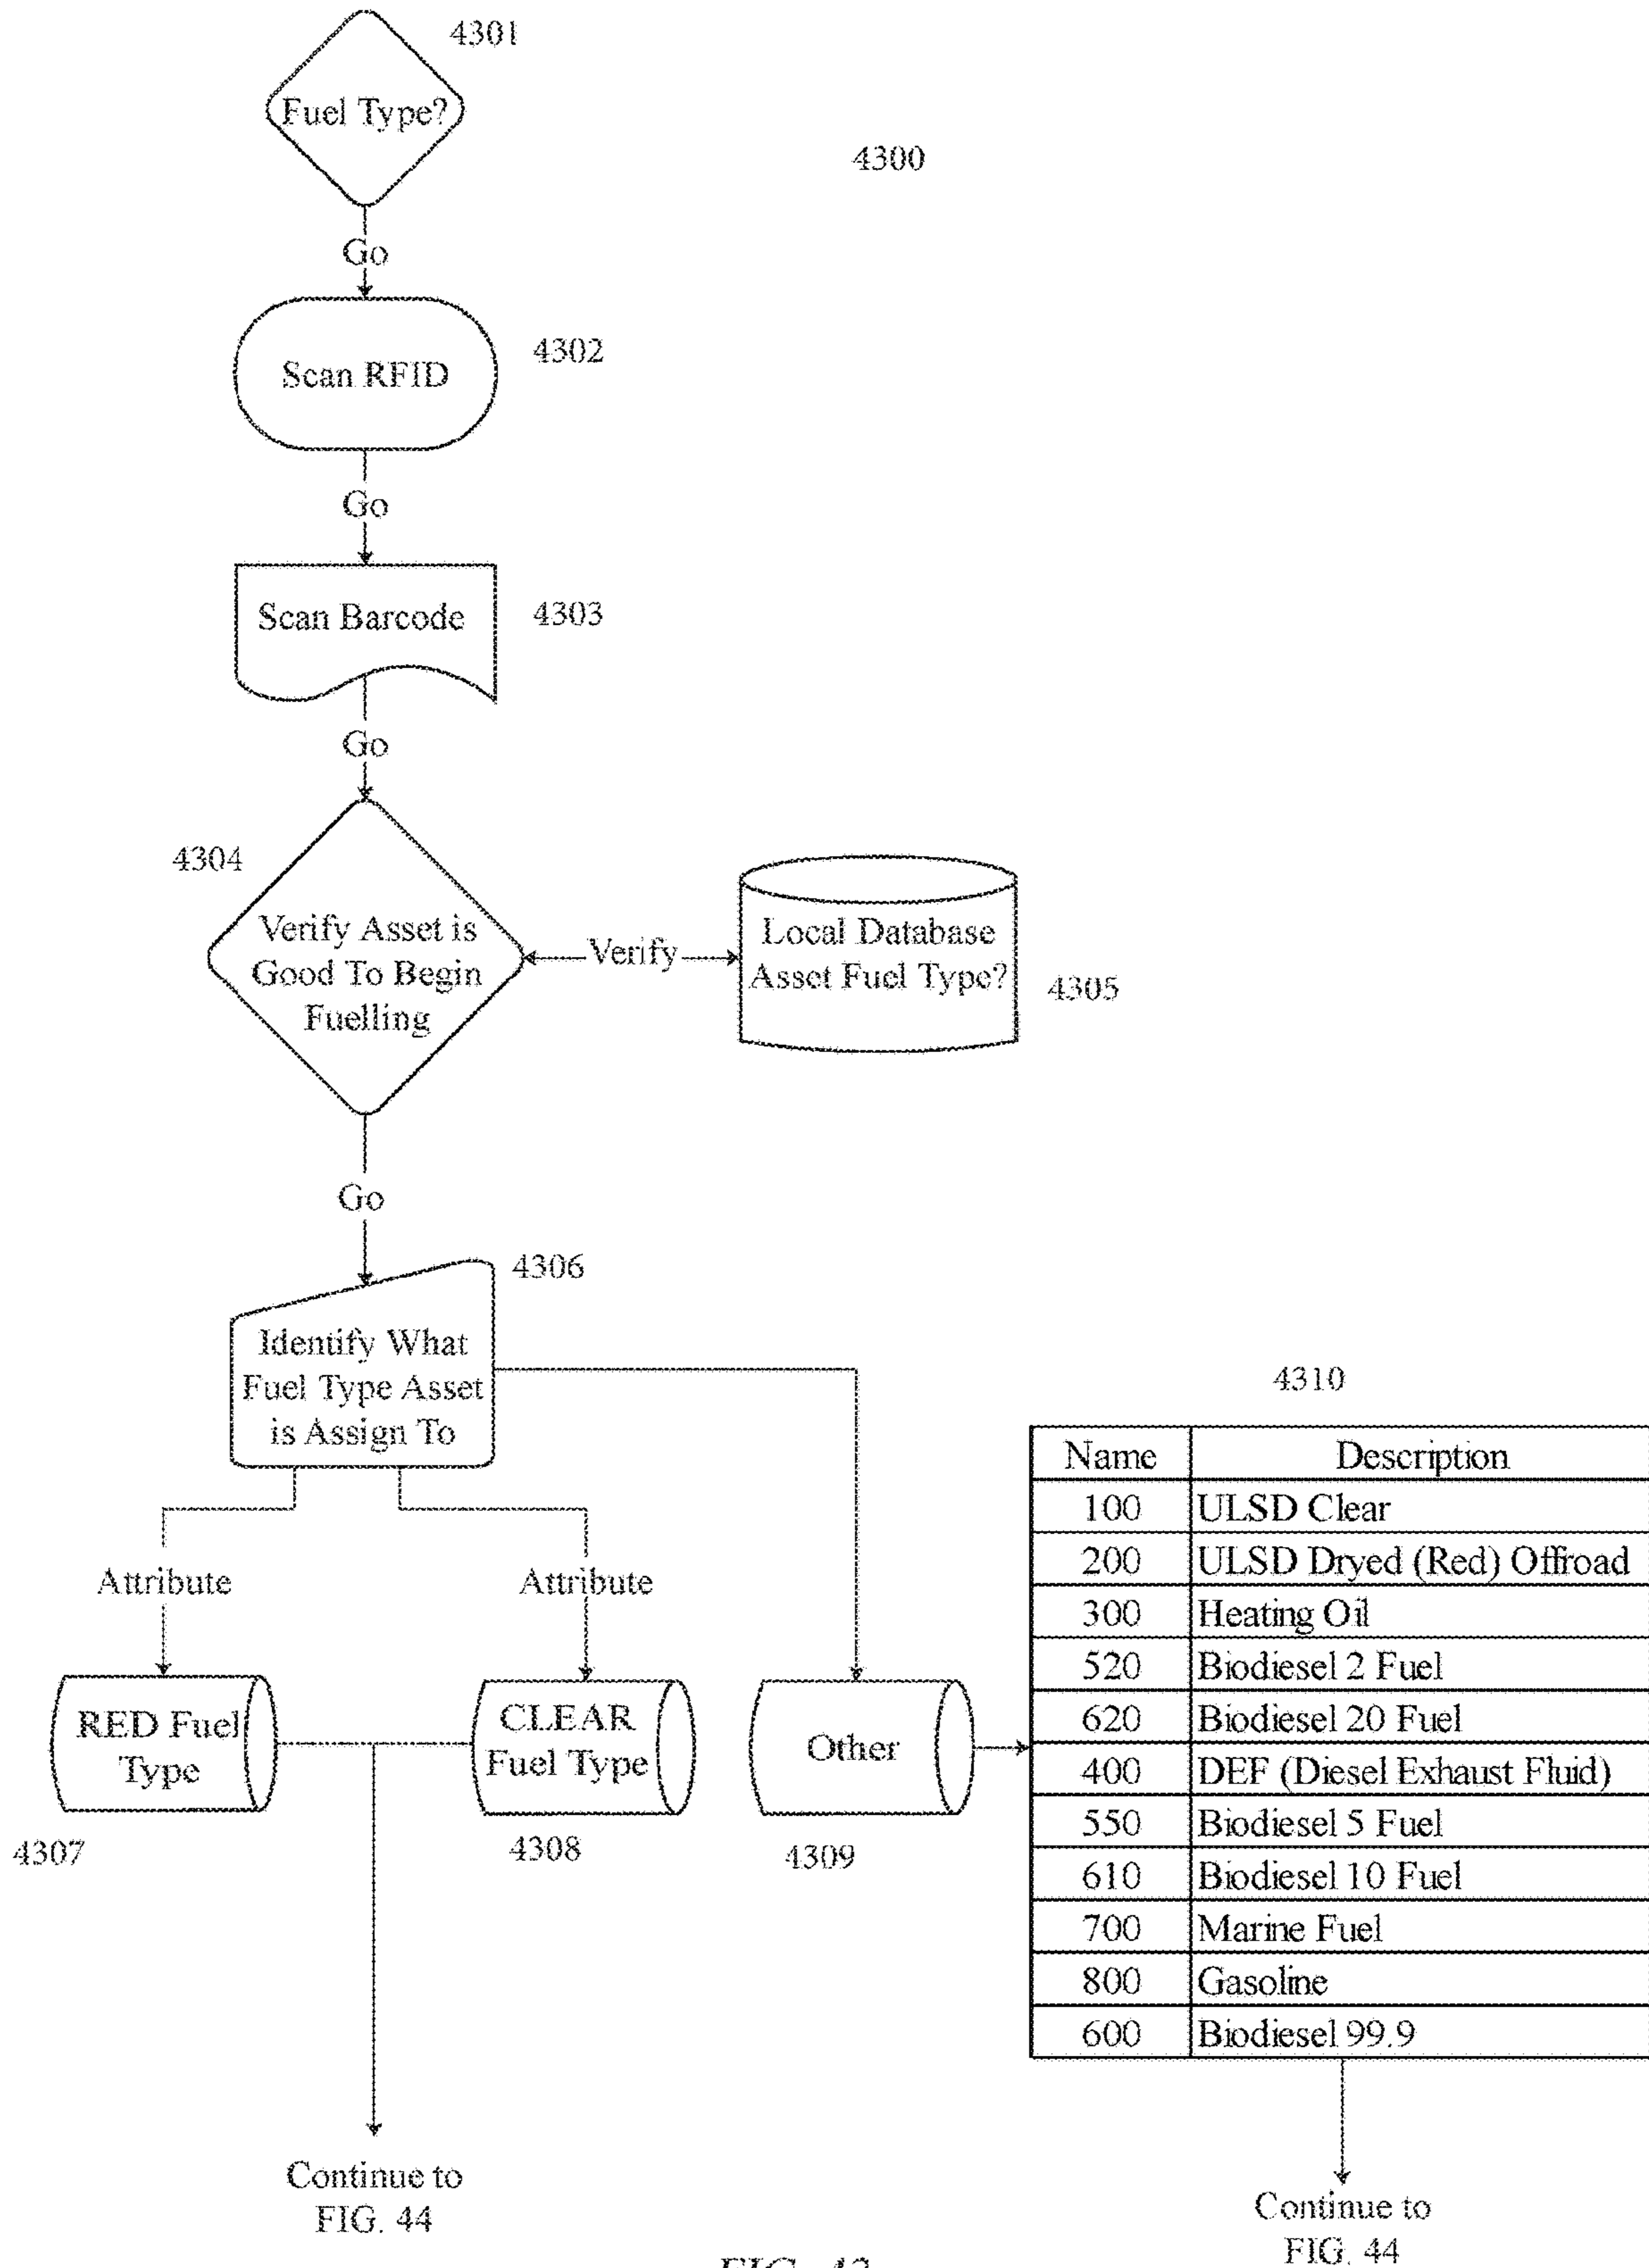 4301
Fuel Type?
4300
Go
Scan RFID
4302
Go
Scan Barcode
4303
Go
4304
Verify Asset is
Good To Begin
Fuelling
Verify
Local Database
Asset Fuel Type?
4305
Go
4306
Identify What
Fuel Type Asset
is Assign To
4310
Name Description
100 ULSD Clear
200 ULSD Dryed (Red) Offroad
300 Heating Oil
520 Biodiesel 2 Fuel
620 Biodiesel 20 Fuel
400 DEF (Diesel Exhaust Fluid)
550 Biodiesel 5 Fuel
610 Biodiesel 10 Fuel
700 Marine Fuel
800 Gasoline
600 Biodiesel 99.9
Attribute
Attribute
RED Fuel
Type
CLEAR
Fuel Type
Other
4307
4308
4309
Continue to
FIG. 44
Continue to
FIG. 44
FIG. 43